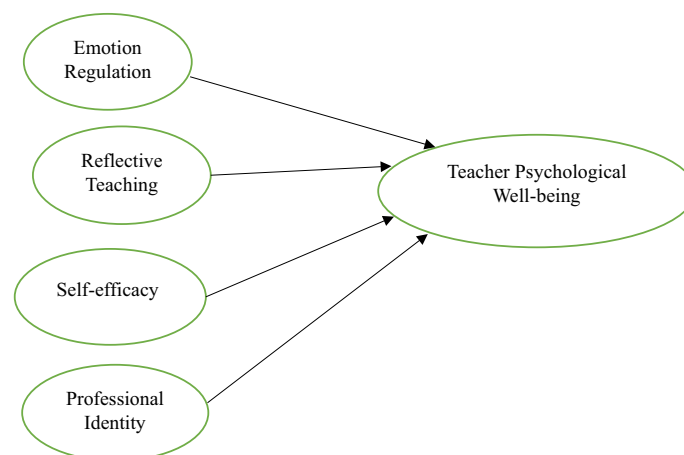 Emotion
Regulation
Reflective
Teaching
Teacher Psychological
Well-being
Self-efficacy
Professional
Identity